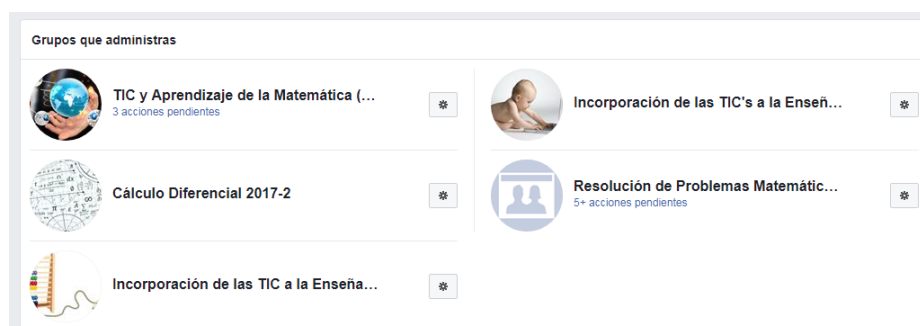 Grupos que administras
TIC y Aprendizaje de la Matemática (...
3 acciones pendientes
Incorporación de las TIC's a la Enseñ...
Cálculo Diferencial 2017-2
Resolución de Problemas Matemátic...
5+ acciones pendientes
Incorporación de las TIC a la Enseña...